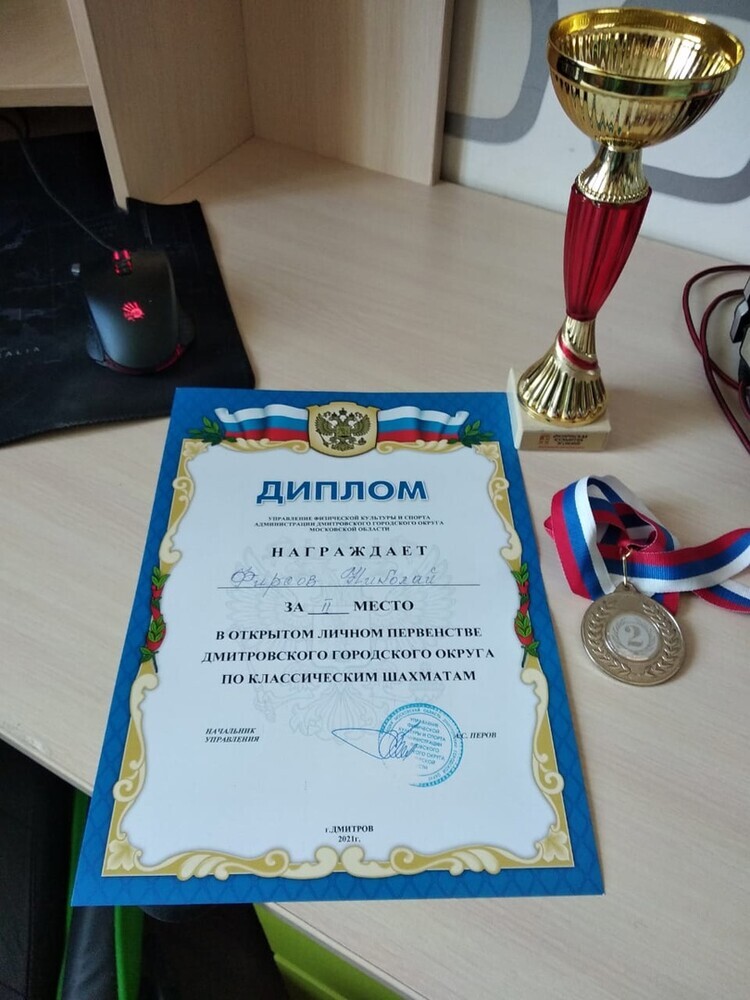 ДИПЛОМ
УПРАВЛЕНИЕ ФИЗИЧЕСКОЙ КУЛЬТУРЫ И СПОРТА
АДМИНИСТРАЦИИ ДМИТРОВСКОГО ГОРОДСКОГО ОКРУГА
МОСКОВСКОЙ ОБЛАСТИ
НАГРАЖДАЕТ
Фирсов Николай
ЗА II МЕСТО
В ОТКРЫТОМ ЛИЧНОМ ПЕРВЕНСТВЕ
ДМИТРОВСКОГО ГОРОДСКОГО ОКРУГА
ПО КЛАССИЧЕСКИМ ШАХМАТАМ
НАЧАЛЬНИК
УПРАВЛЕНИЯ
С. ПЕРОВ
г.ДМИТРОВ
2021г.
2